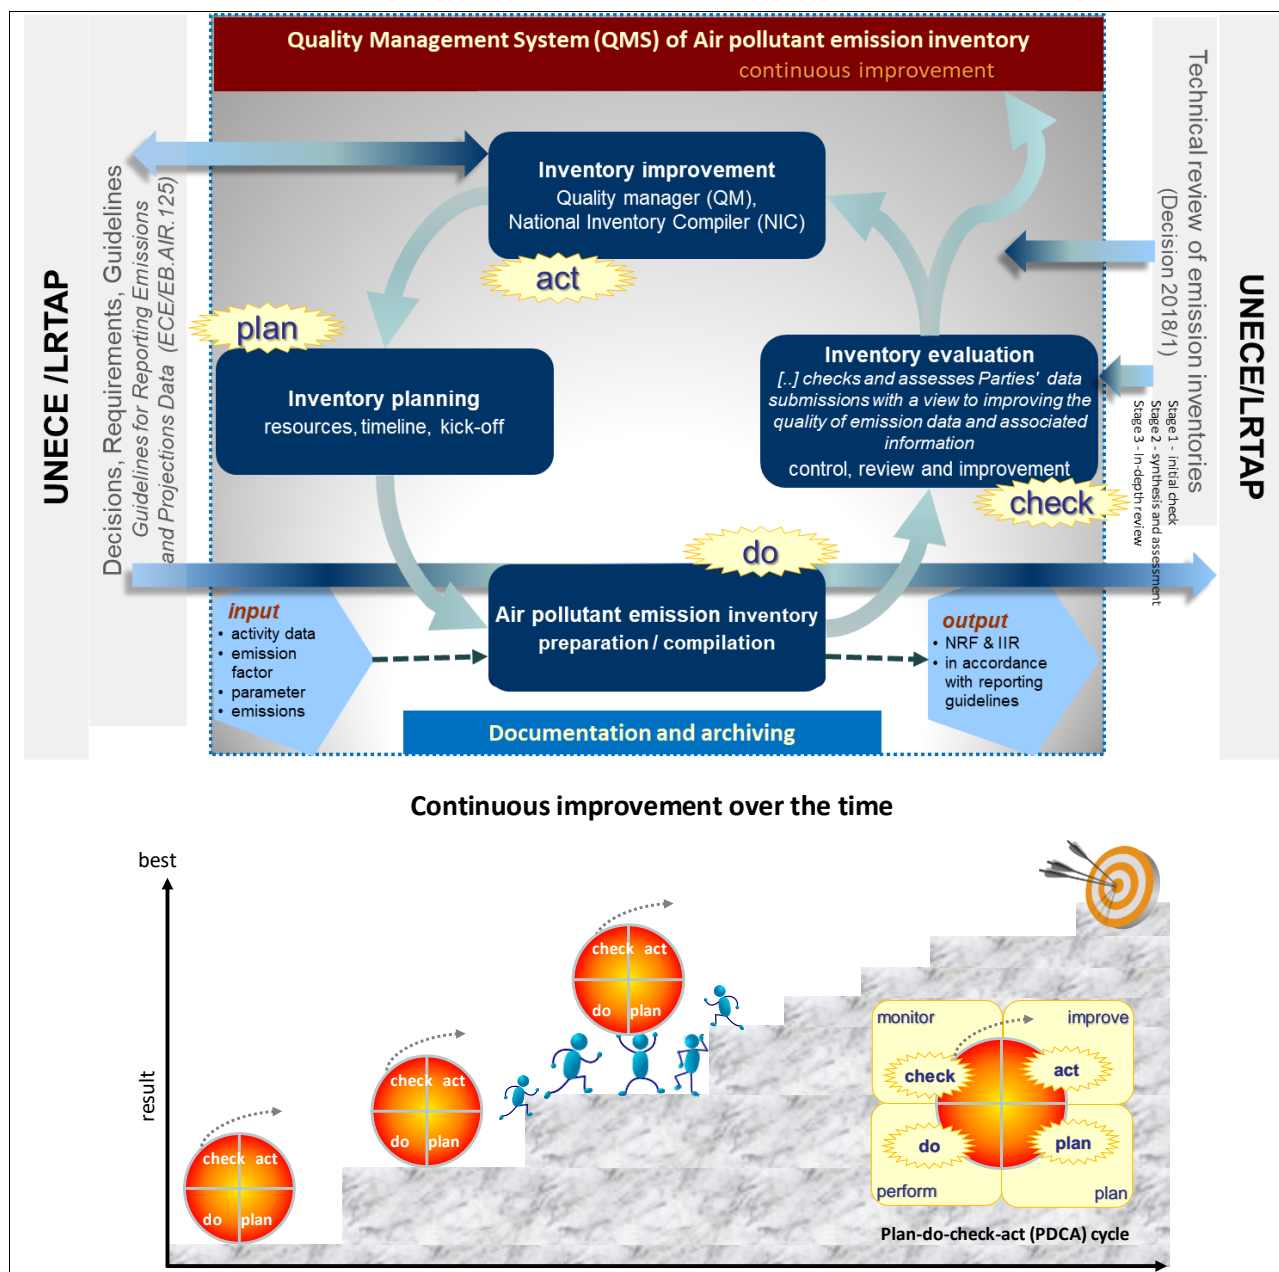 Quality Management System (QMS) of Air pollutant emission inventory
continuous improvement
UNECE /LRTAP
Decisions, Requirements, Guidelines
Guidelines for Reporting Emissions
and Projections Data (ECE/EB.AIR.125)
Inventory improvement
Quality manager (QM),
National Inventory Compiler (NIC)
act
plan
Inventory planning
resources, timeline, kick-off
Inventory evaluation
[..] checks and assesses Parties' data
submissions with a view to improving the
quality of emission data and associated
information
control, review and improvement
check
do
Air pollutant emission inventory
preparation / compilation
input
• activity data
• emission
factor
• parameter
• emissions
output
• NRF & IIR
• in accordance
with reporting
guidelines
Documentation and archiving
Technical review of emission inventories
(Decision 2018/1)
Stage 1 - initial check
Stage 2 - synthesis and assessment
Stage 3 - In-depth review
UNECE/LRTAP
Continuous improvement over the time
best
result
check act
do plan
check act
do plan
check act
do plan
monitor
improve
check
act
do
plan
perform
plan
Plan-do-check-act (PDCA) cycle